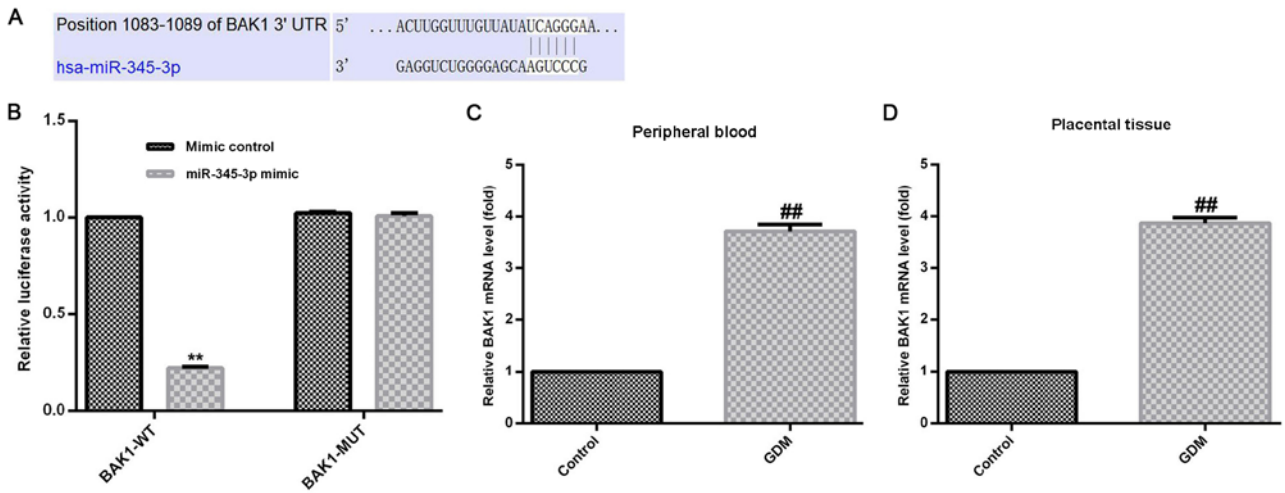 A
Position 1083-1089 of BAK1 3' UTR 5' ...ACUUGGUUUGUUAUAUCAGGGAA...
hsa-miR-345-3p 3' GAGGUCUGGGGAGCAAGUCCCG
B
Mimic control
miR-345-3p mimic
Relative luciferase activity
1.5
1.0
0.5
0.0
**
BAK1-WT
BAK1-MUT
C
Peripheral blood
Relative BAK1 mRNA level (fold)
5
4
3
2
1
0
##
Control
GDM
D
Placental tissue
Relative BAK1 mRNA level (fold)
5
4
3
2
1
0
##
Control
GDM